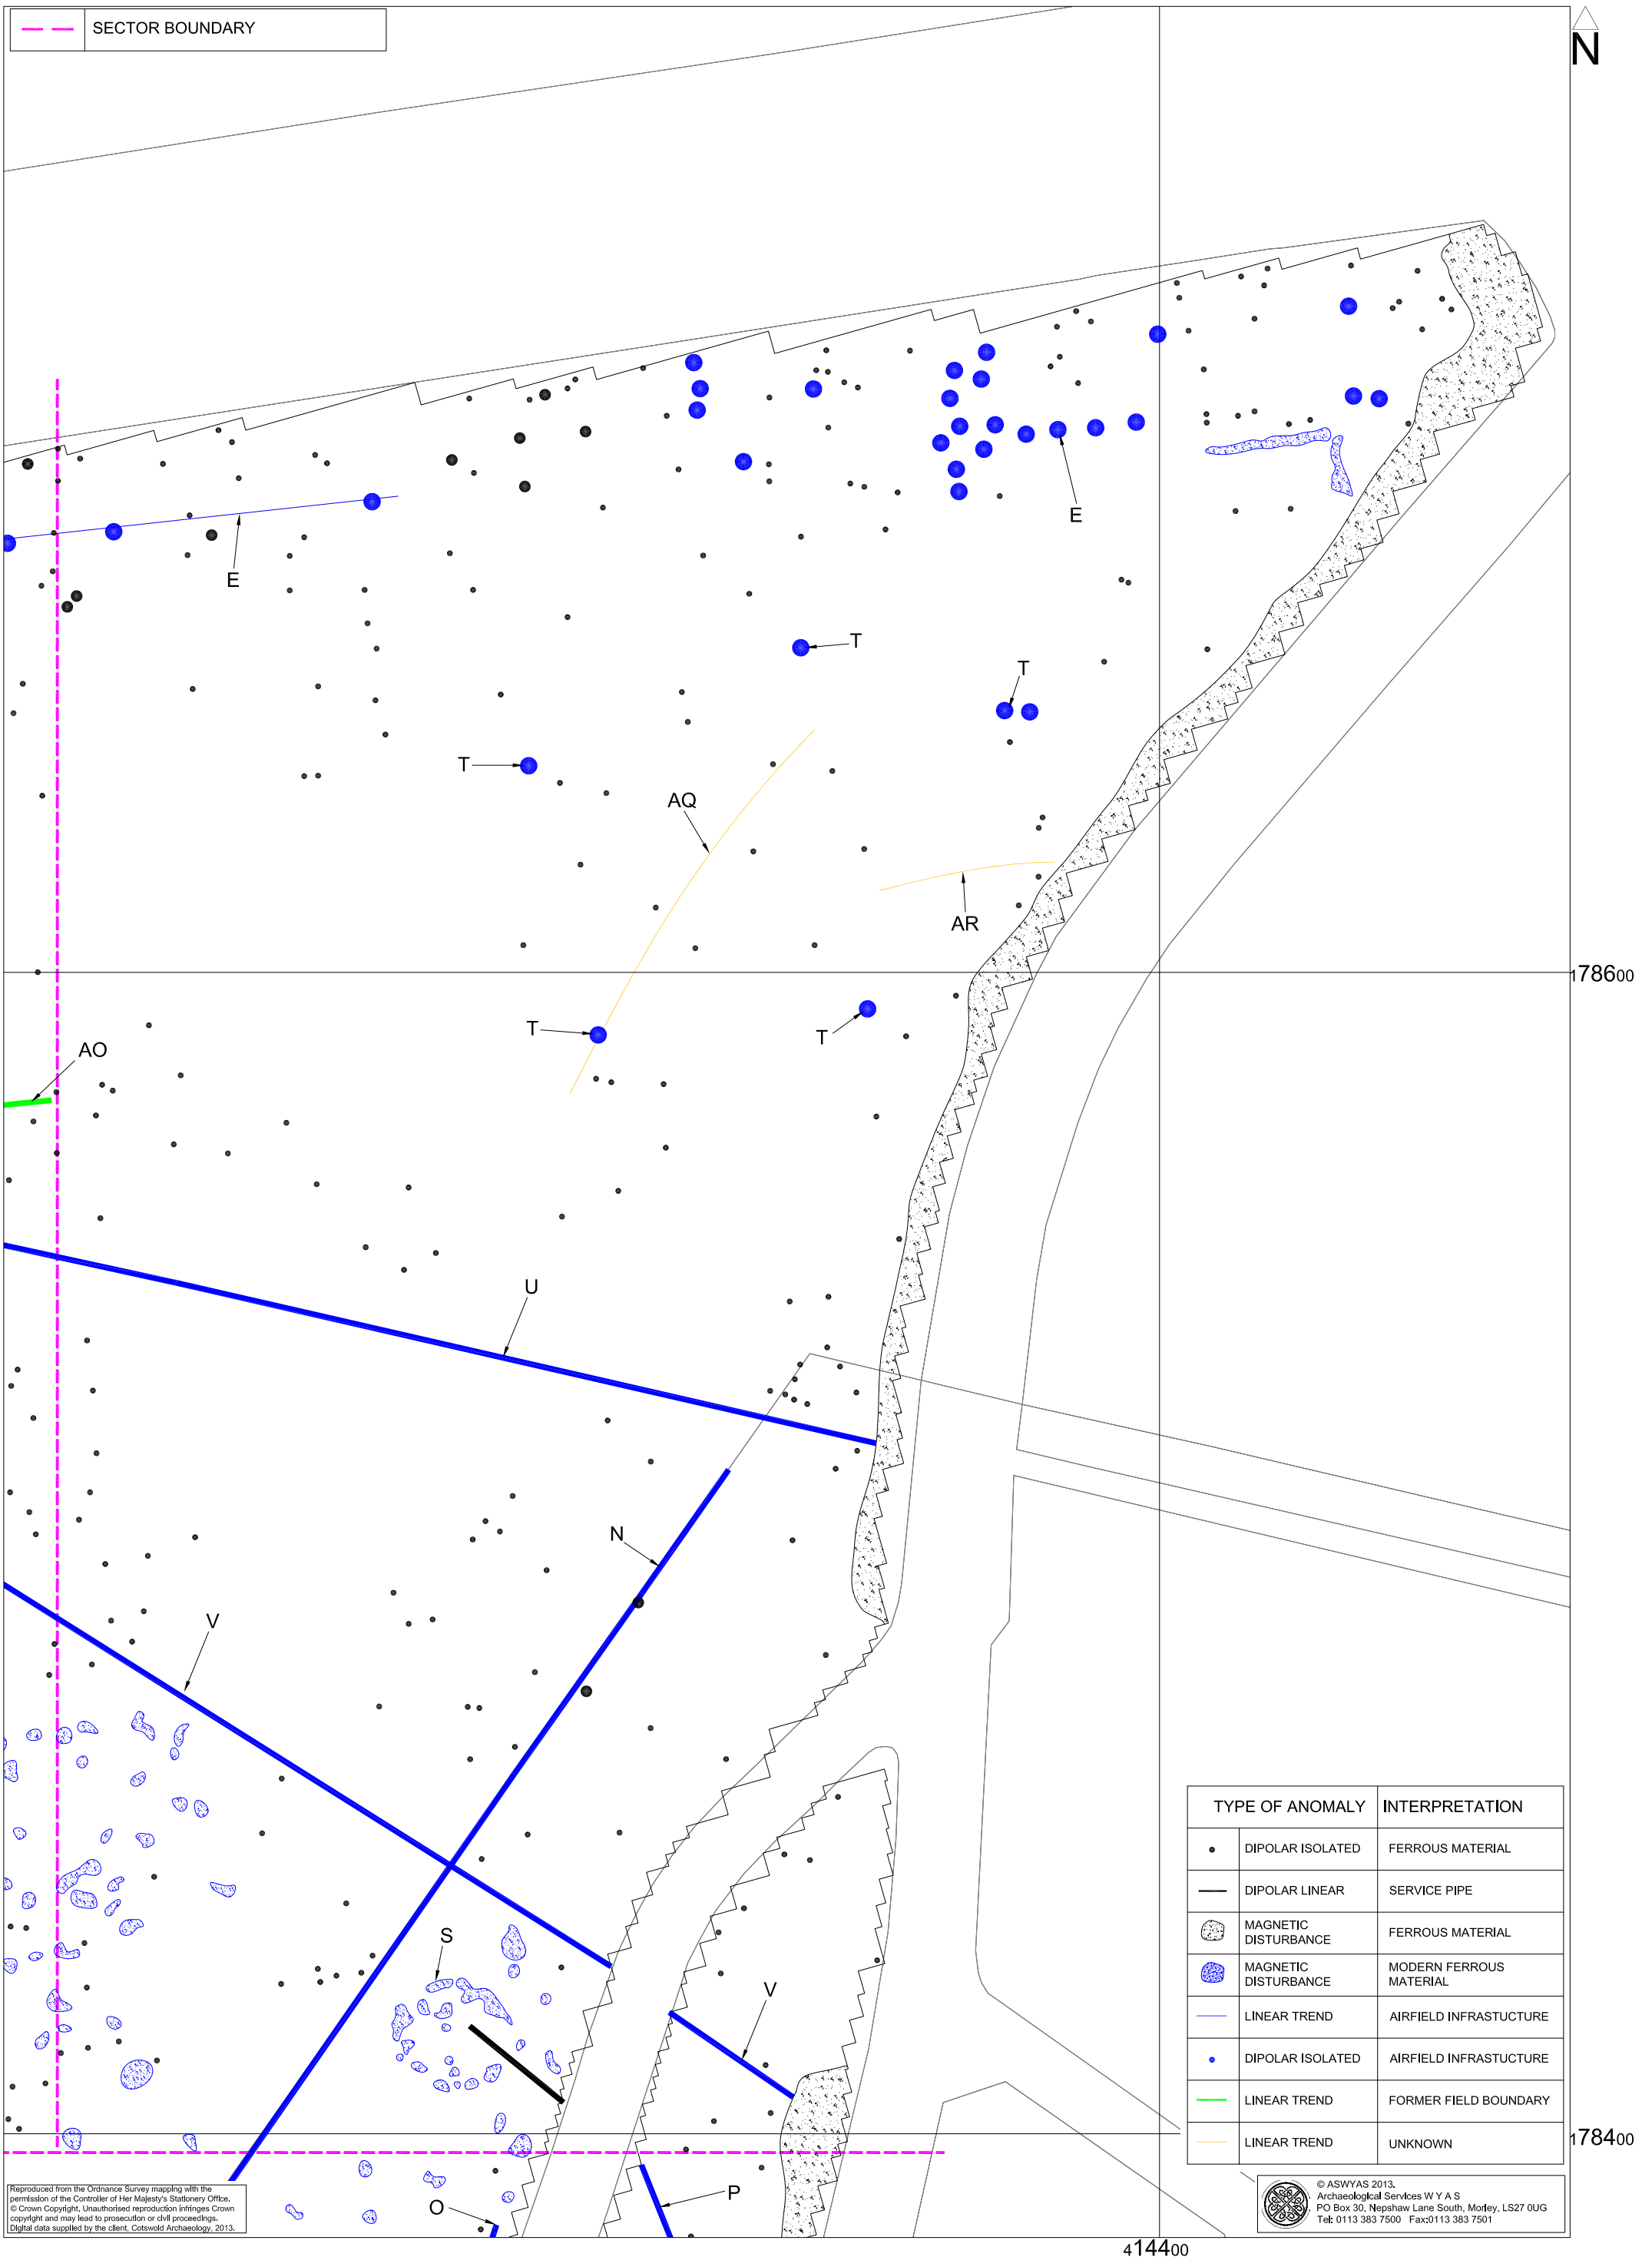 SECTOR BOUNDARY
N
E
E
T
T
T
AQ
AR
178600
T
T
AO
U
N
V
S
V
TYPE OF ANOMALY INTERPRETATION
DIPOLAR ISOLATED FERROUS MATERIAL
DIPOLAR LINEAR SERVICE PIPE
MAGNETIC
DISTURBANCE FERROUS MATERIAL
MAGNETIC
DISTURBANCE MODERN FERROUS
MATERIAL
LINEAR TREND AIRFIELD INFRASTUCTURE
DIPOLAR ISOLATED AIRFIELD INFRASTUCTURE
LINEAR TREND FORMER FIELD BOUNDARY
LINEAR TREND UNKNOWN
178400
P
O
Reproduced from the Ordnance Survey mapping with the
permission of the Controller of Her Majesty's Stationery Office.
© Crown Copyright, Unauthorised reproduction infringes Crown
copyright and may lead to prosecution or civil proceedings.
Digital data supplied by the client, Cotswold Archaeology, 2013.
© ASWYAS 2013.
Archaeological Services W Y A S
PO Box 30, Nepshaw Lane South, Morley, LS27 0UG
Tel: 0113 383 7500 Fax:0113 383 7501
414400